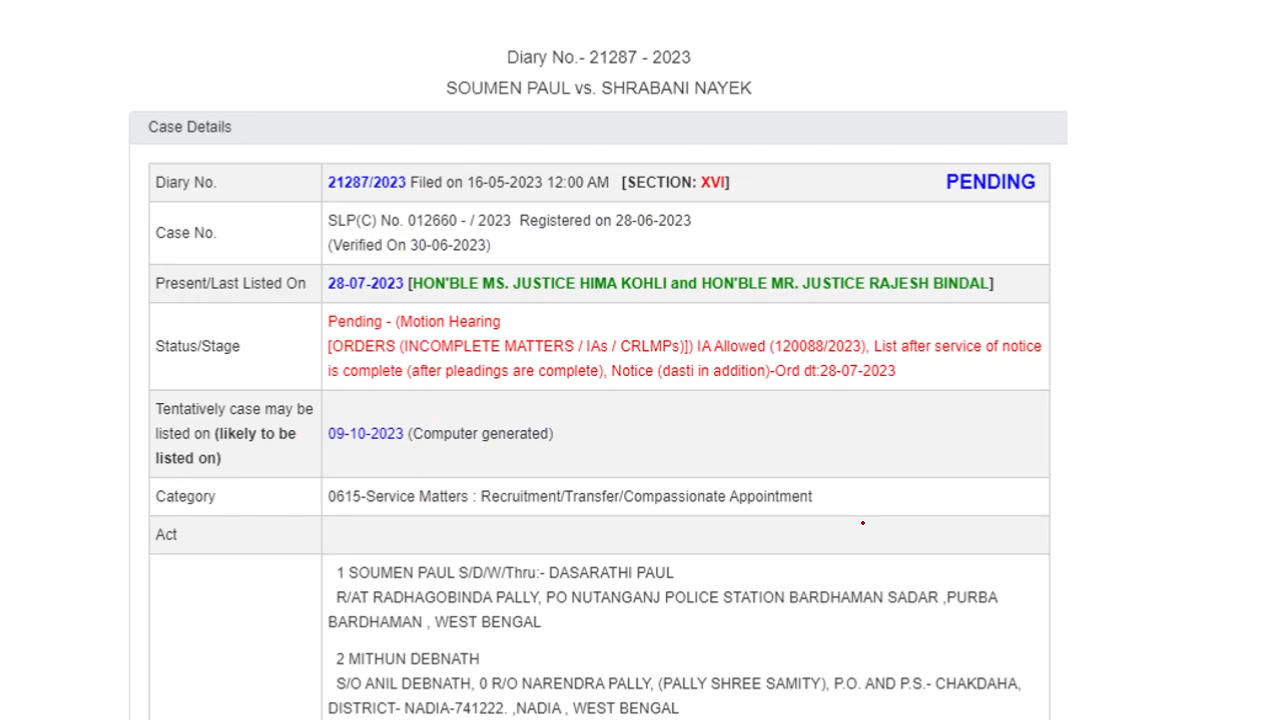 Diary No.- 21287 - 2023
SOUMEN PAUL vs. SHRABANI NAYEK
Case Details
Diary No.
21287/2023 Filed on 16-05-2023 12:00 AM [SECTION: XVI]
PENDING
Case No.
SLP(C) No. 012660 - / 2023 Registered on 28-06-2023
(Verified On 30-06-2023)
Present/Last Listed On
28-07-2023 [HON'BLE MS. JUSTICE HIMA KOHLI and HON'BLE MR. JUSTICE RAJESH BINDAL]
Status/Stage
Pending - (Motion Hearing
[ORDERS (INCOMPLETE MATTERS / IAs / CRLMPs)]) IA Allowed (120088/2023), List after service of notice
is complete (after pleadings are complete), Notice (dasti in addition)-Ord dt:28-07-2023
Tentatively case may be
listed on (likely to be
listed on)
09-10-2023 (Computer generated)
Category
0615-Service Matters : Recruitment/Transfer/Compassionate Appointment
Act
1 SOUMEN PAUL S/D/W/Thru:- DASARATHI PAUL
R/AT RADHAGOBINDA PALLY, PO NUTANGANJ POLICE STATION BARDHAMAN SADAR ,PURBA
BARDHAMAN , WEST BENGAL
2 MITHUN DEBNATH
S/O ANIL DEBNATH, 0 R/O NARENDRA PALLY, (PALLY SHREE SAMITY), P.O. AND P.S.- CHAKDAHA,
DISTRICT- NADIA-741222. ,NADIA , WEST BENGAL